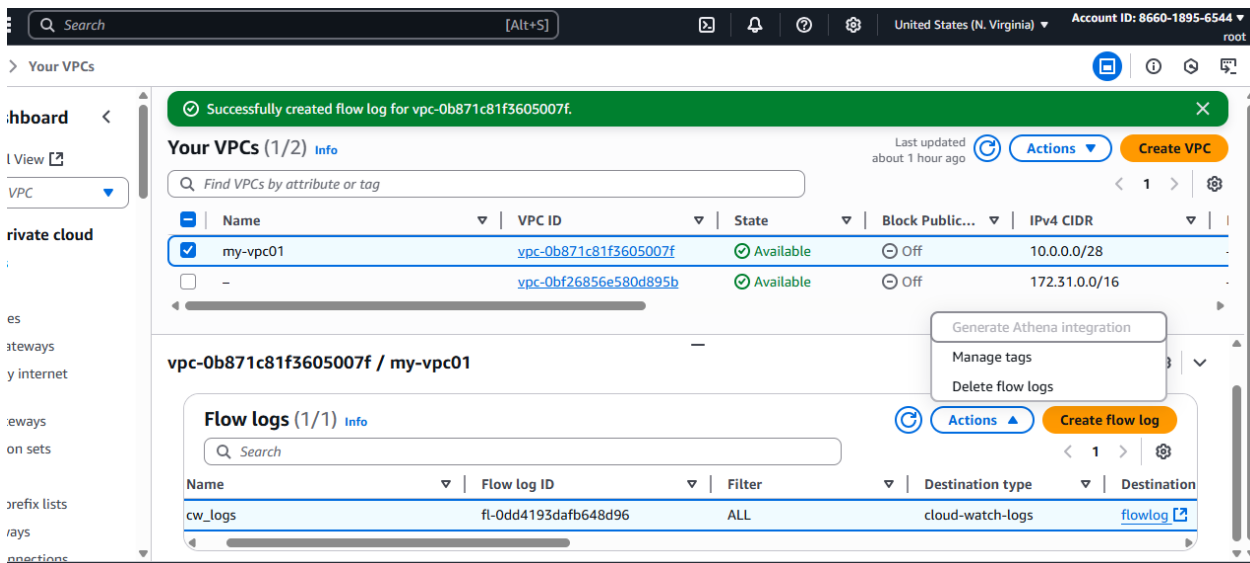 Search [Alt+S] United States (N. Virginia) ▼ Account ID: 8660-1895-6544 ▼
root
> Your VPCs
Successfully created flow log for vpc-0b871c81f3605007f.
shboard
l View
VPC
rivate cloud
es
ateways
y internet
eways
on sets
prefix lists
ways
nnections
Your VPCs (1/2) Info
Last updated
about 1 hour ago
Actions ▼
Create VPC
Find VPCs by attribute or tag
< 1 >
Name VPC ID State Block Public... IPv4 CIDR
my-vpc01 vpc-0b871c81f3605007f Available Off 10.0.0.0/28 -
– vpc-0bf26856e580d895b Available Off 172.31.0.0/16 -
Generate Athena integration
Manage tags
Delete flow logs
vpc-0b871c81f3605007f / my-vpc01
Flow logs (1/1) Info
Actions ▲
Create flow log
Search
< 1 >
Name Flow log ID Filter Destination type Destination
cw_logs fl-0dd4193dafb648d96 ALL cloud-watch-logs flowlog